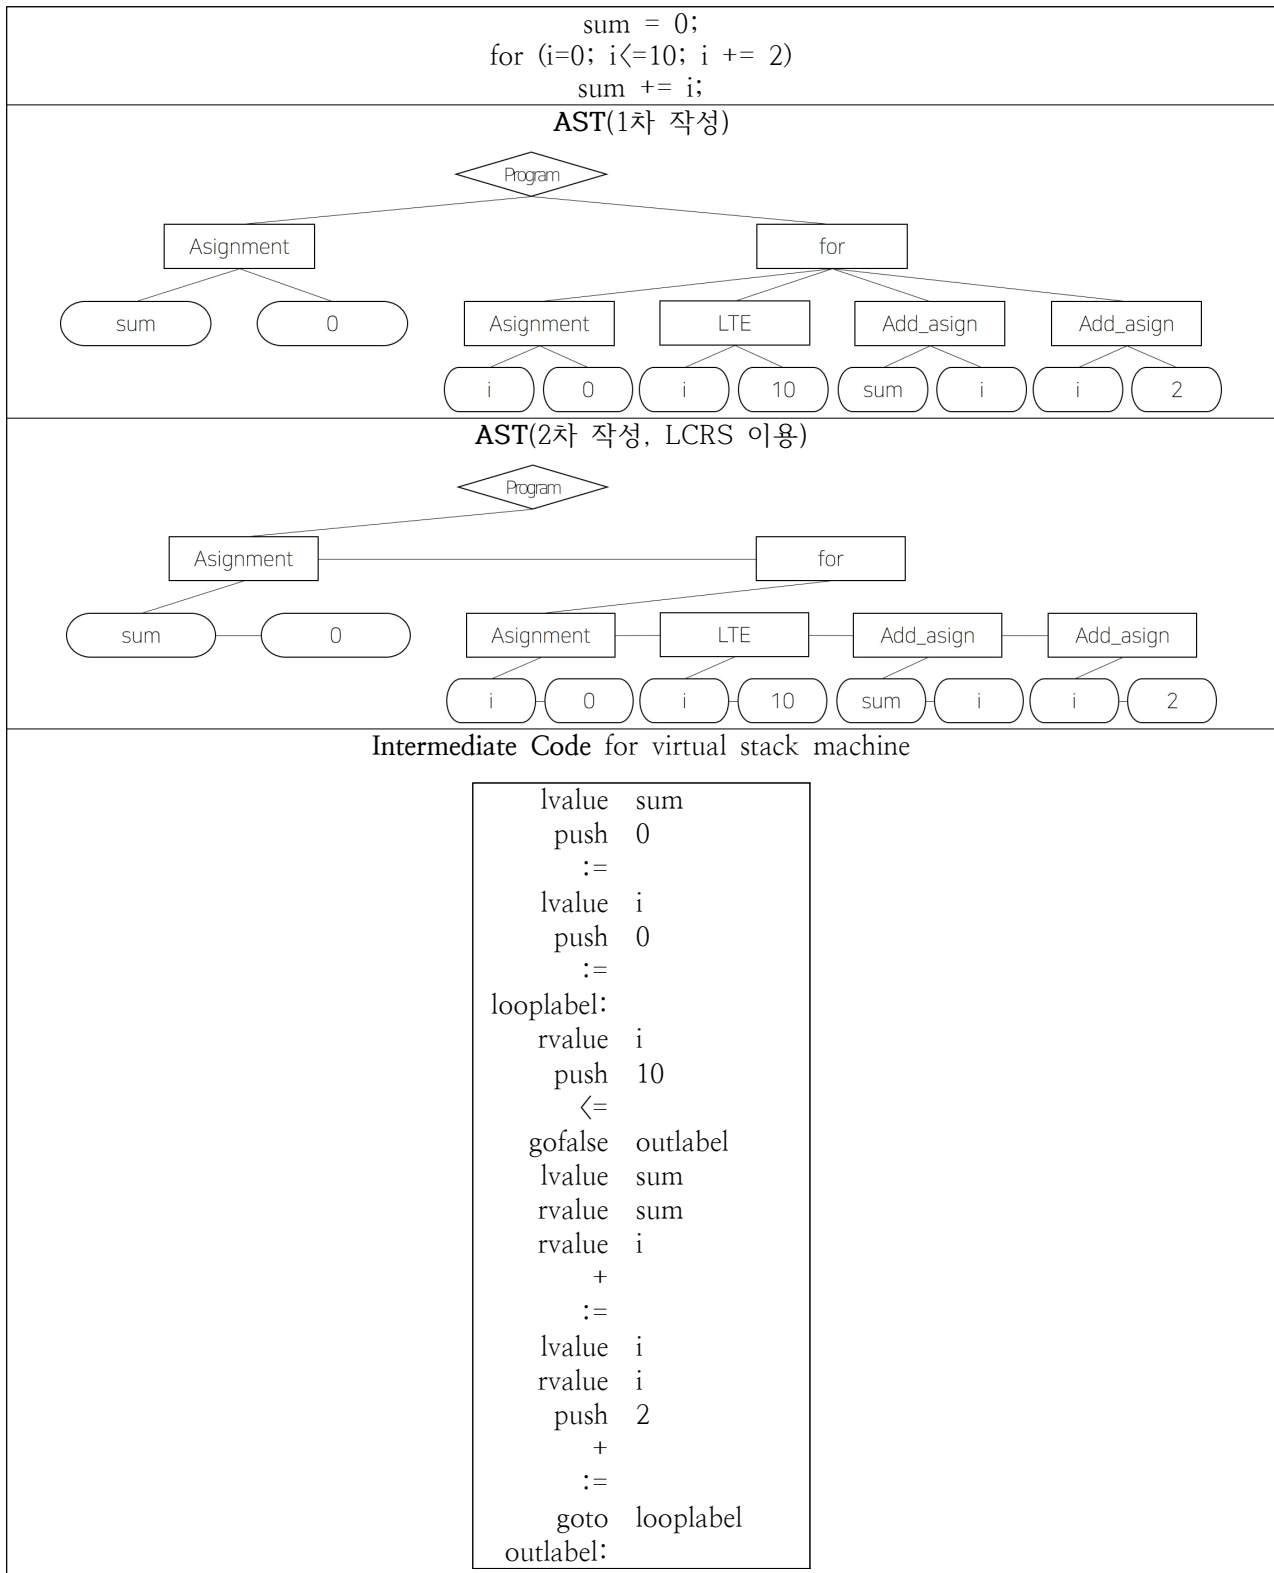 sum = 0;
for (i=0; i<=10; i += 2)
sum += i;
AST(1차 작성)
Program
Asignment for
sum 0 Asignment LTE Add_asign Add_asign
i 0 i 10 sum i i 2
AST(2차 작성, LCRS 이용)
Program
Asignment for
sum 0 Asignment LTE Add_asign Add_asign
i 0 i 10 sum i i 2
Intermediate Code for virtual stack machine
lvalue sum
push 0
:=
lvalue i
push 0
:=
looplabel:
rvalue i
push 10
<=
gofalse outlabel
lvalue sum
rvalue sum
rvalue i
+
:=
lvalue i
rvalue i
push 2
+
:=
goto looplabel
outlabel: